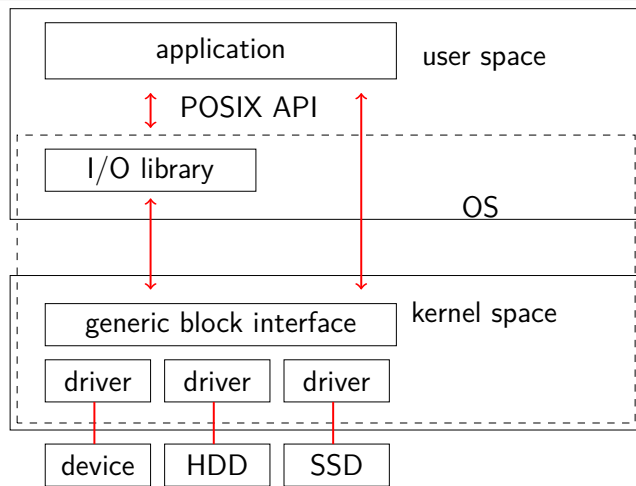 application
user space
POSIX API
I/O library
OS
generic block interface
kernel space
driver
driver
driver
device
HDD
SSD